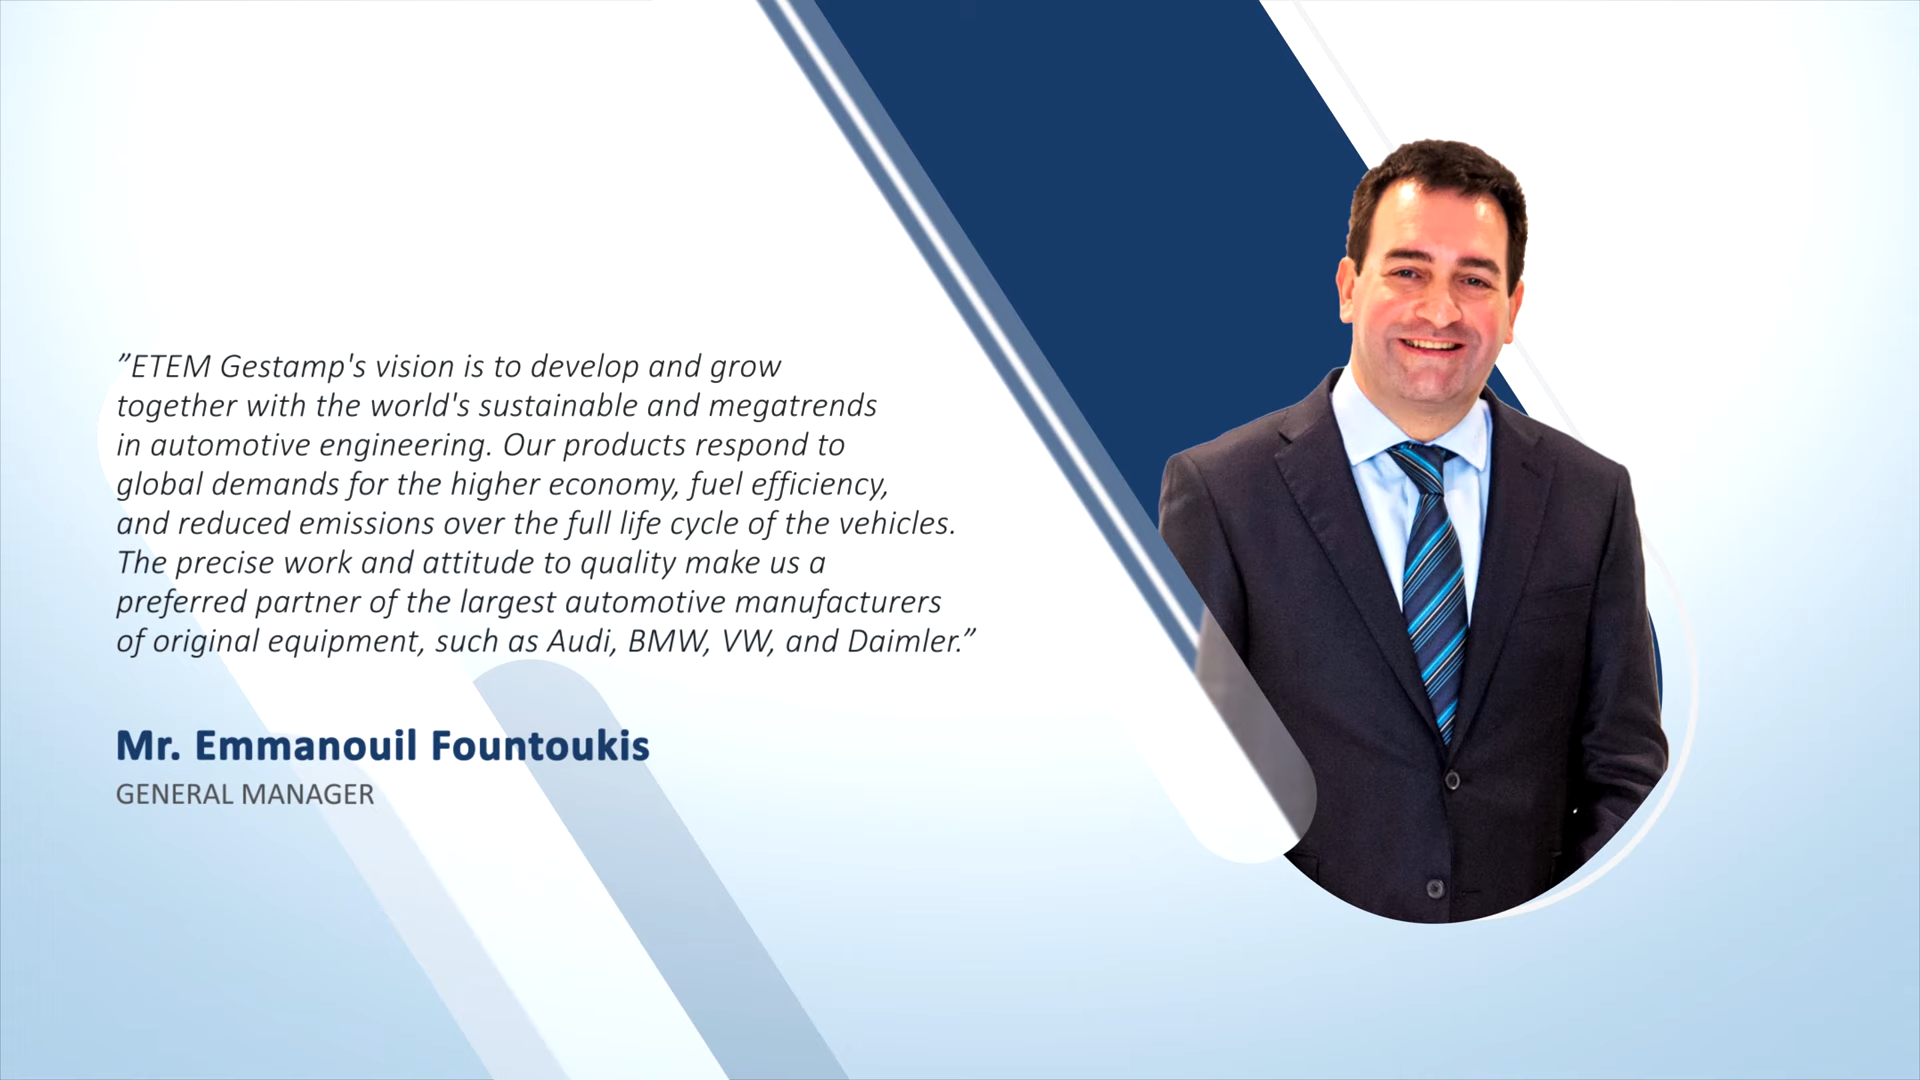 ”ETEM Gestamp's vision is to develop and grow
together with the world's sustainable and megatrends
in automotive engineering. Our products respond to
global demands for the higher economy, fuel efficiency,
and reduced emissions over the full life cycle of the vehicles.
The precise work and attitude to quality make us a
preferred partner of the largest automotive manufacturers
of original equipment, such as Audi, BMW, VW, and Daimler.”
Mr. Emmanouil Fountoukis
GENERAL MANAGER